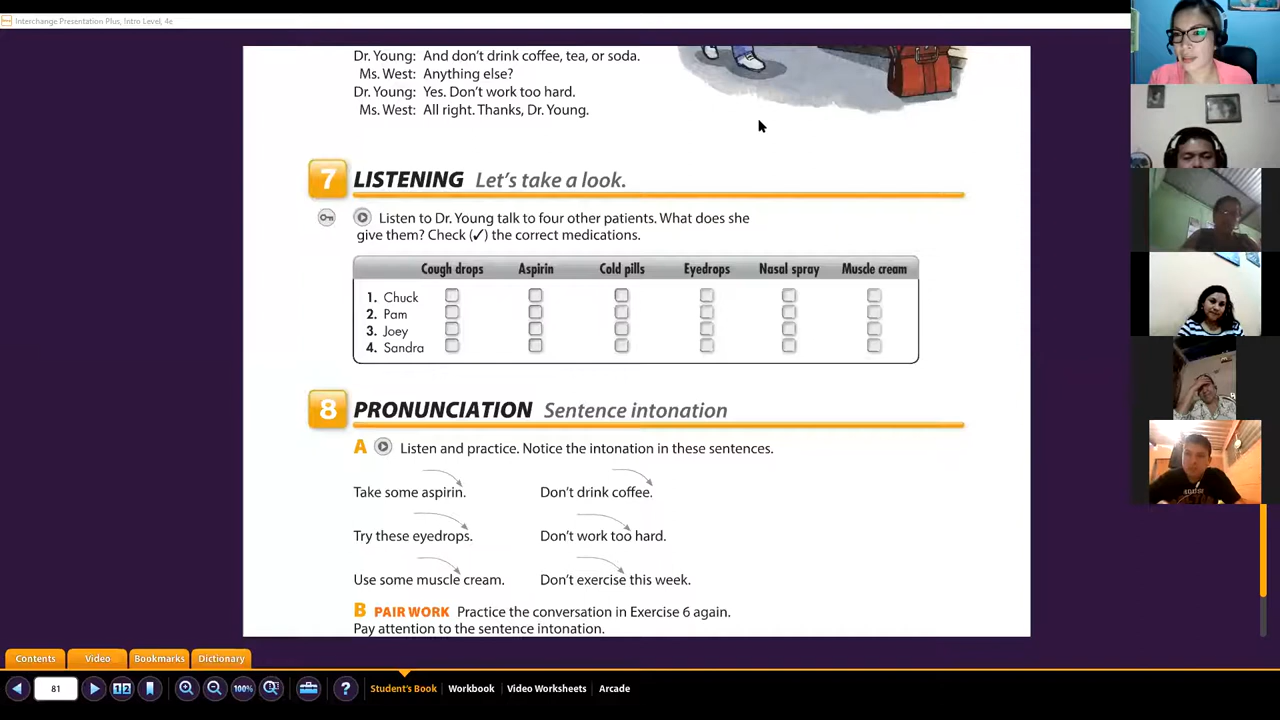 Interchange Presentation Plus, Intro Level, 4e
Dr. Young: And don't drink coffee, tea, or soda.
Ms. West: Anything else?
Dr. Young: Yes. Don't work too hard.
Ms. West: All right. Thanks, Dr. Young.
7 LISTENING Let's take a look.
Listen to Dr. Young talk to four other patients. What does she
give them? Check (✓) the correct medications.
Cough drops Aspirin Cold pills Eyedrops Nasal spray Muscle cream
1. Chuck
2. Pam
3. Joey
4. Sandra
8 PRONUNCIATION Sentence intonation
A Listen and practice. Notice the intonation in these sentences.
Take some aspirin. Don't drink coffee.
Try these eyedrops. Don't work too hard.
Use some muscle cream. Don't exercise this week.
B PAIR WORK Practice the conversation in Exercise 6 again.
Pay attention to the sentence intonation.
Contents Video Bookmarks Dictionary
81 1 2 100% ? Student's Book Workbook Video Worksheets Arcade